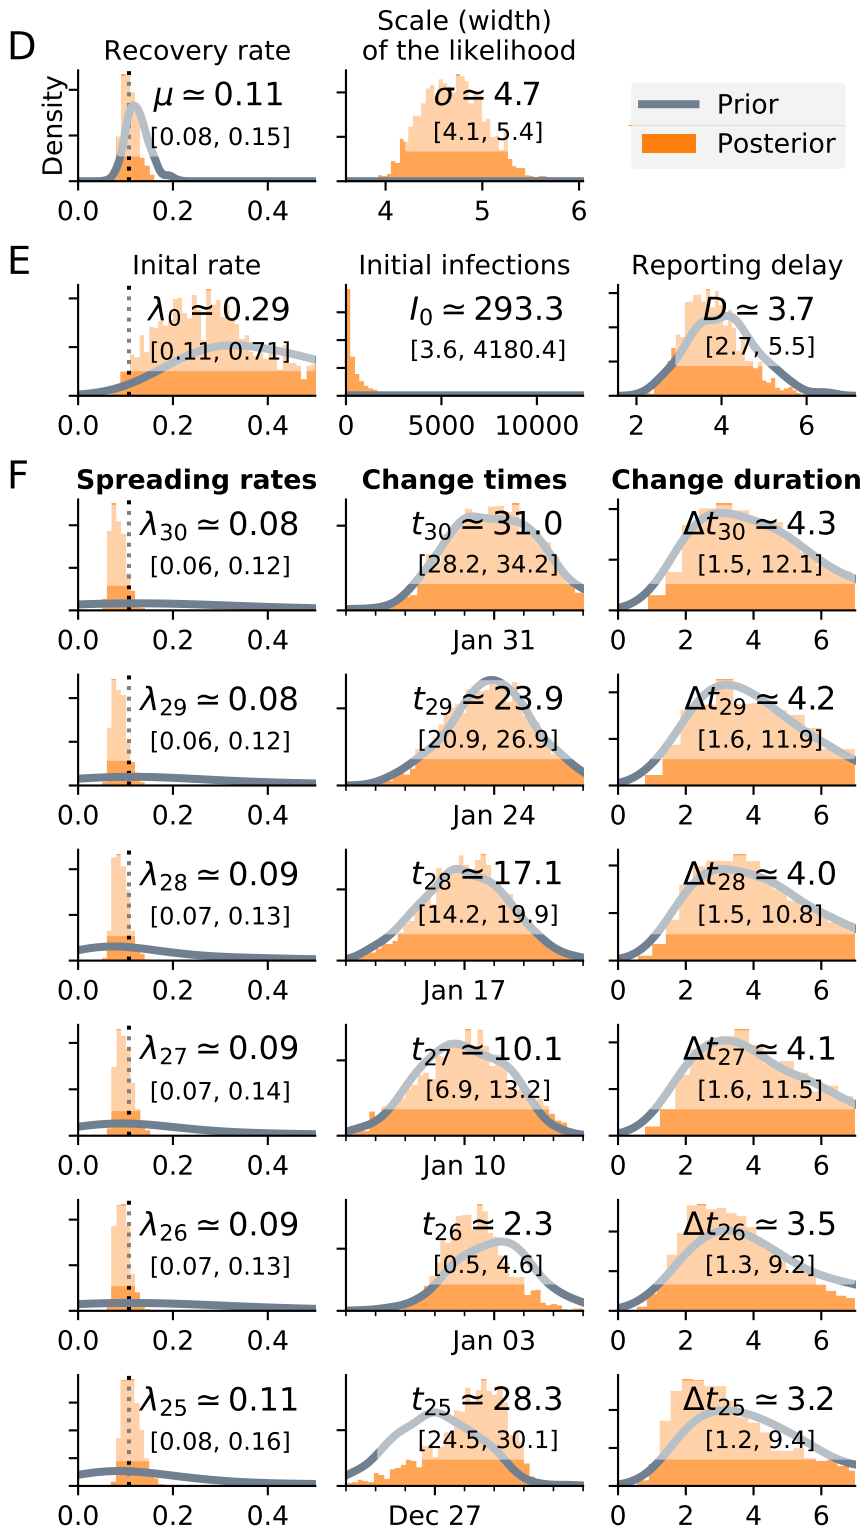 D
Recovery rate
Scale (width)
of the likelihood
Density
μ ≃ 0.11
[0.08, 0.15]
0.0 0.2 0.4
σ ≃ 4.7
[4.1, 5.4]
4 5 6
Prior
Posterior
E
Inital rate
Initial infections
Reporting delay
λ₀ ≃ 0.29
[0.11, 0.71]
0.0 0.2 0.4
I₀ ≃ 293.3
[3.6, 4180.4]
0 5000 10000
D ≃ 3.7
[2.7, 5.5]
2 4 6
F
Spreading rates
Change times
Change duration
λ₃₀ ≃ 0.08
[0.06, 0.12]
0.0 0.2 0.4
t₃₀ ≃ 31.0
[28.2, 34.2]
Jan 31
Δt₃₀ ≃ 4.3
[1.5, 12.1]
0 2 4 6
λ₂₉ ≃ 0.08
[0.06, 0.12]
0.0 0.2 0.4
t₂₉ ≃ 23.9
[20.9, 26.9]
Jan 24
Δt₂₉ ≃ 4.2
[1.6, 11.9]
0 2 4 6
λ₂₈ ≃ 0.09
[0.07, 0.13]
0.0 0.2 0.4
t₂₈ ≃ 17.1
[14.2, 19.9]
Jan 17
Δt₂₈ ≃ 4.0
[1.5, 10.8]
0 2 4 6
λ₂₇ ≃ 0.09
[0.07, 0.14]
0.0 0.2 0.4
t₂₇ ≃ 10.1
[6.9, 13.2]
Jan 10
Δt₂₇ ≃ 4.1
[1.6, 11.5]
0 2 4 6
λ₂₆ ≃ 0.09
[0.07, 0.13]
0.0 0.2 0.4
t₂₆ ≃ 2.3
[0.5, 4.6]
Jan 03
Δt₂₆ ≃ 3.5
[1.3, 9.2]
0 2 4 6
λ₂₅ ≃ 0.11
[0.08, 0.16]
0.0 0.2 0.4
t₂₅ ≃ 28.3
[24.5, 30.1]
Dec 27
Δt₂₅ ≃ 3.2
[1.2, 9.4]
0 2 4 6